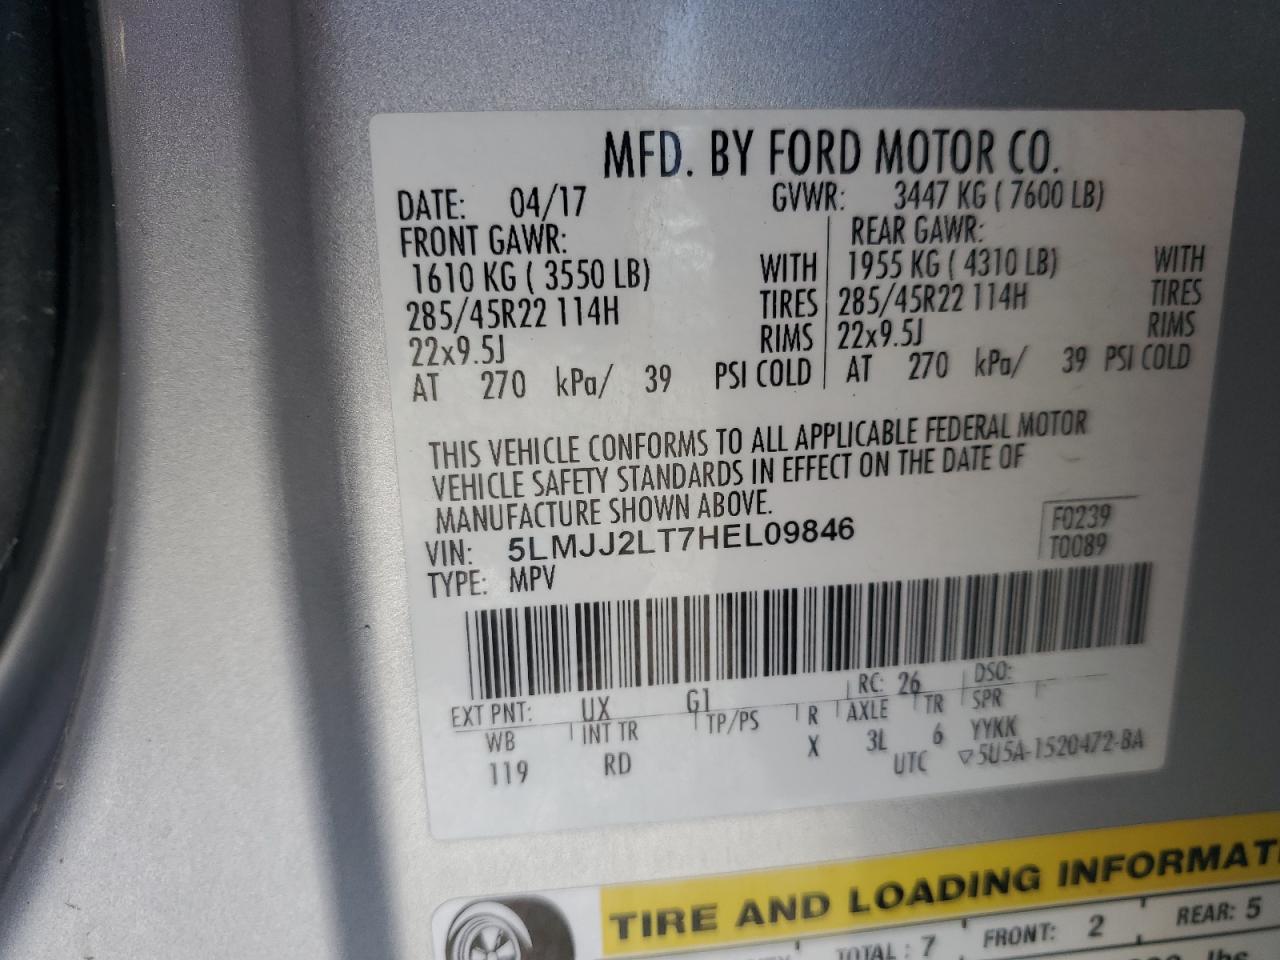 MFD. BY FORD MOTOR CO.
DATE: 04/17 GVWR: 3447 KG ( 7600 LB)
FRONT GAWR: REAR GAWR:
1610 KG ( 3550 LB) WITH 1955 KG ( 4310 LB) WITH
285/45R22 114H TIRES 285/45R22 114H TIRES
22x9.5J RIMS 22x9.5J RIMS
AT 270 kPa/ 39 PSI COLD AT 270 kPa/ 39 PSI COLD
THIS VEHICLE CONFORMS TO ALL APPLICABLE FEDERAL MOTOR
VEHICLE SAFETY STANDARDS IN EFFECT ON THE DATE OF
MANUFACTURE SHOWN ABOVE.
VIN: 5LMJJ2LT7HEL09846 F0239
TYPE: MPV T0089
EXT PNT: UX G1 RC: 26 DSO:
WB INT TR TP/PS R AXLE TR SPR
119 RD X 3L 6 YYKK
UTC ▽5U5A-1520472-BA
TIRE AND LOADING INFORMAT
TOTAL : 7 FRONT: 2 REAR: 5
lbs